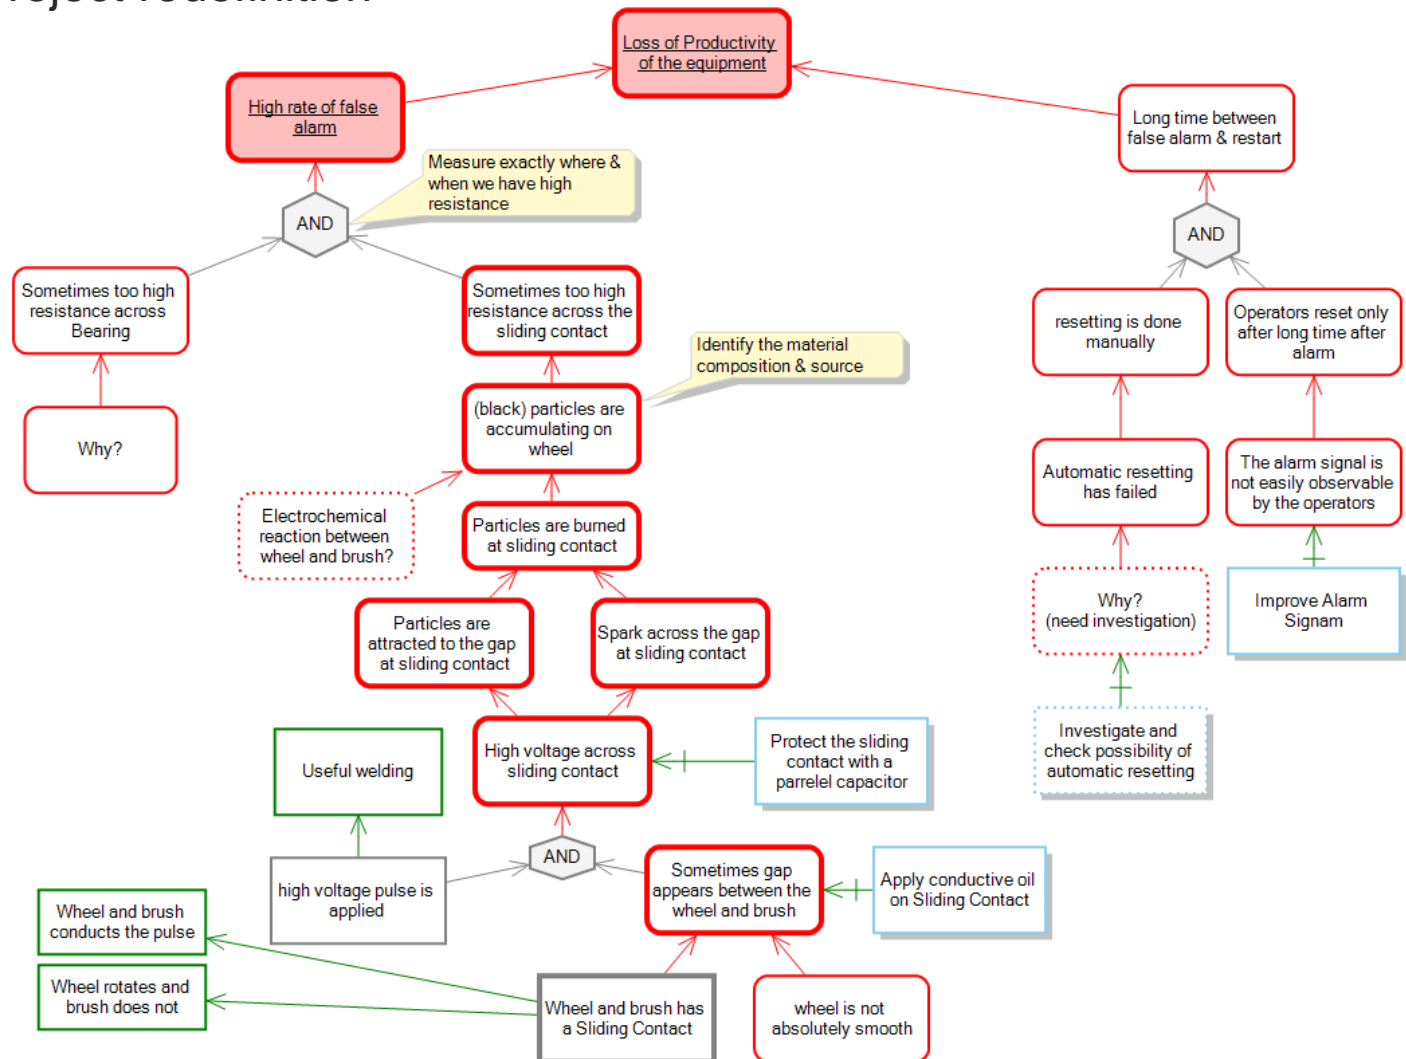 roject redefinition
Loss of Productivity
of the equipment
High rate of false
alarm
Long time between
false alarm & restart
Measure exactly where &
when we have high
resistance
AND
AND
Sometimes too high
resistance across
Bearing
Sometimes too high
resistance across the
sliding contact
resetting is done
manually
Operators reset only
after long time after
alarm
Identify the material
composition & source
(black) particles are
accumulating on
wheel
Why?
Automatic resetting
has failed
The alarm signal is
not easily observable
by the operators
Electrochemical
reaction between
wheel and brush?
Particles are burned
at sliding contact
Why?
(need investigation)
Improve Alarm
Signam
Particles are
attracted to the gap
at sliding contact
Spark across the gap
at sliding contact
Useful welding
High voltage across
sliding contact
Protect the sliding
contact with a
parrelel capacitor
Investigate and
check possibility of
automatic resetting
AND
high voltage pulse is
applied
Sometimes gap
appears between the
wheel and brush
Apply conductive oil
on Sliding Contact
Wheel and brush
conducts the pulse
Wheel rotates and
brush does not
Wheel and brush has
a Sliding Contact
wheel is not
absolutely smooth